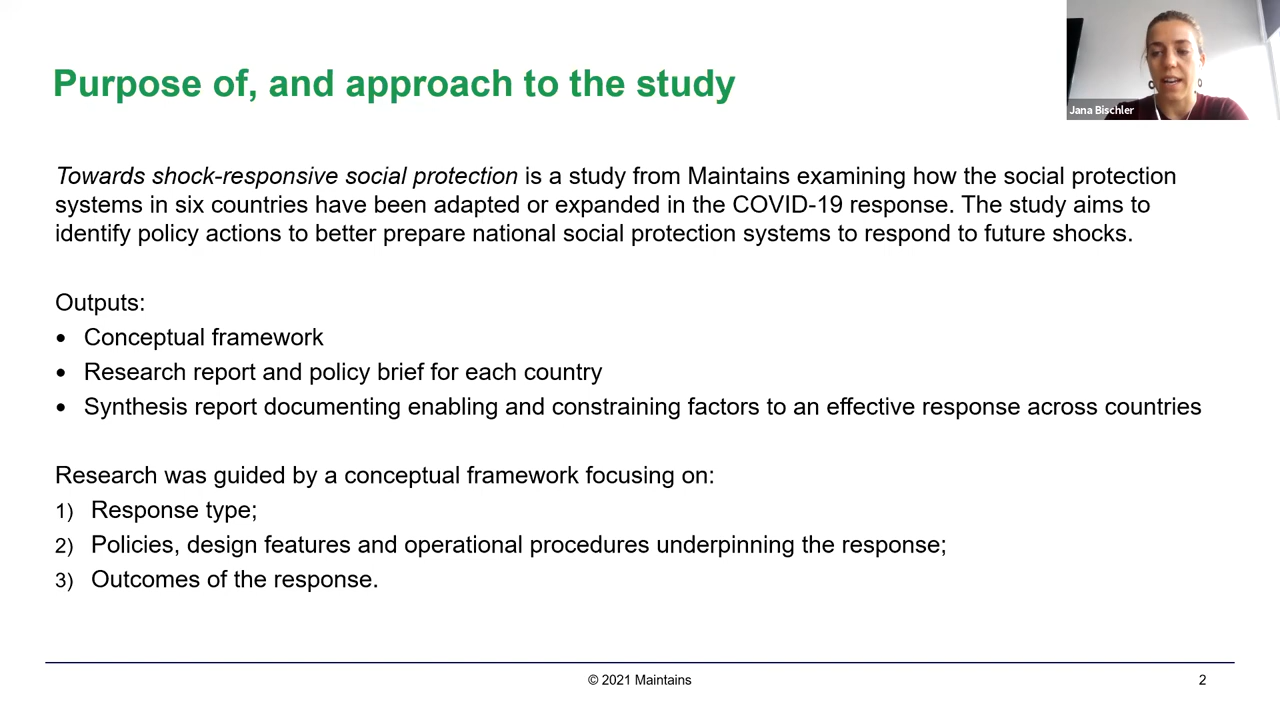 Purpose of, and approach to the study
Jana Bischler
Towards shock-responsive social protection is a study from Maintains examining how the social protection
systems in six countries have been adapted or expanded in the COVID-19 response. The study aims to
identify policy actions to better prepare national social protection systems to respond to future shocks.
Outputs:
• Conceptual framework
• Research report and policy brief for each country
• Synthesis report documenting enabling and constraining factors to an effective response across countries
Research was guided by a conceptual framework focusing on:
1) Response type;
2) Policies, design features and operational procedures underpinning the response;
3) Outcomes of the response.
© 2021 Maintains
2